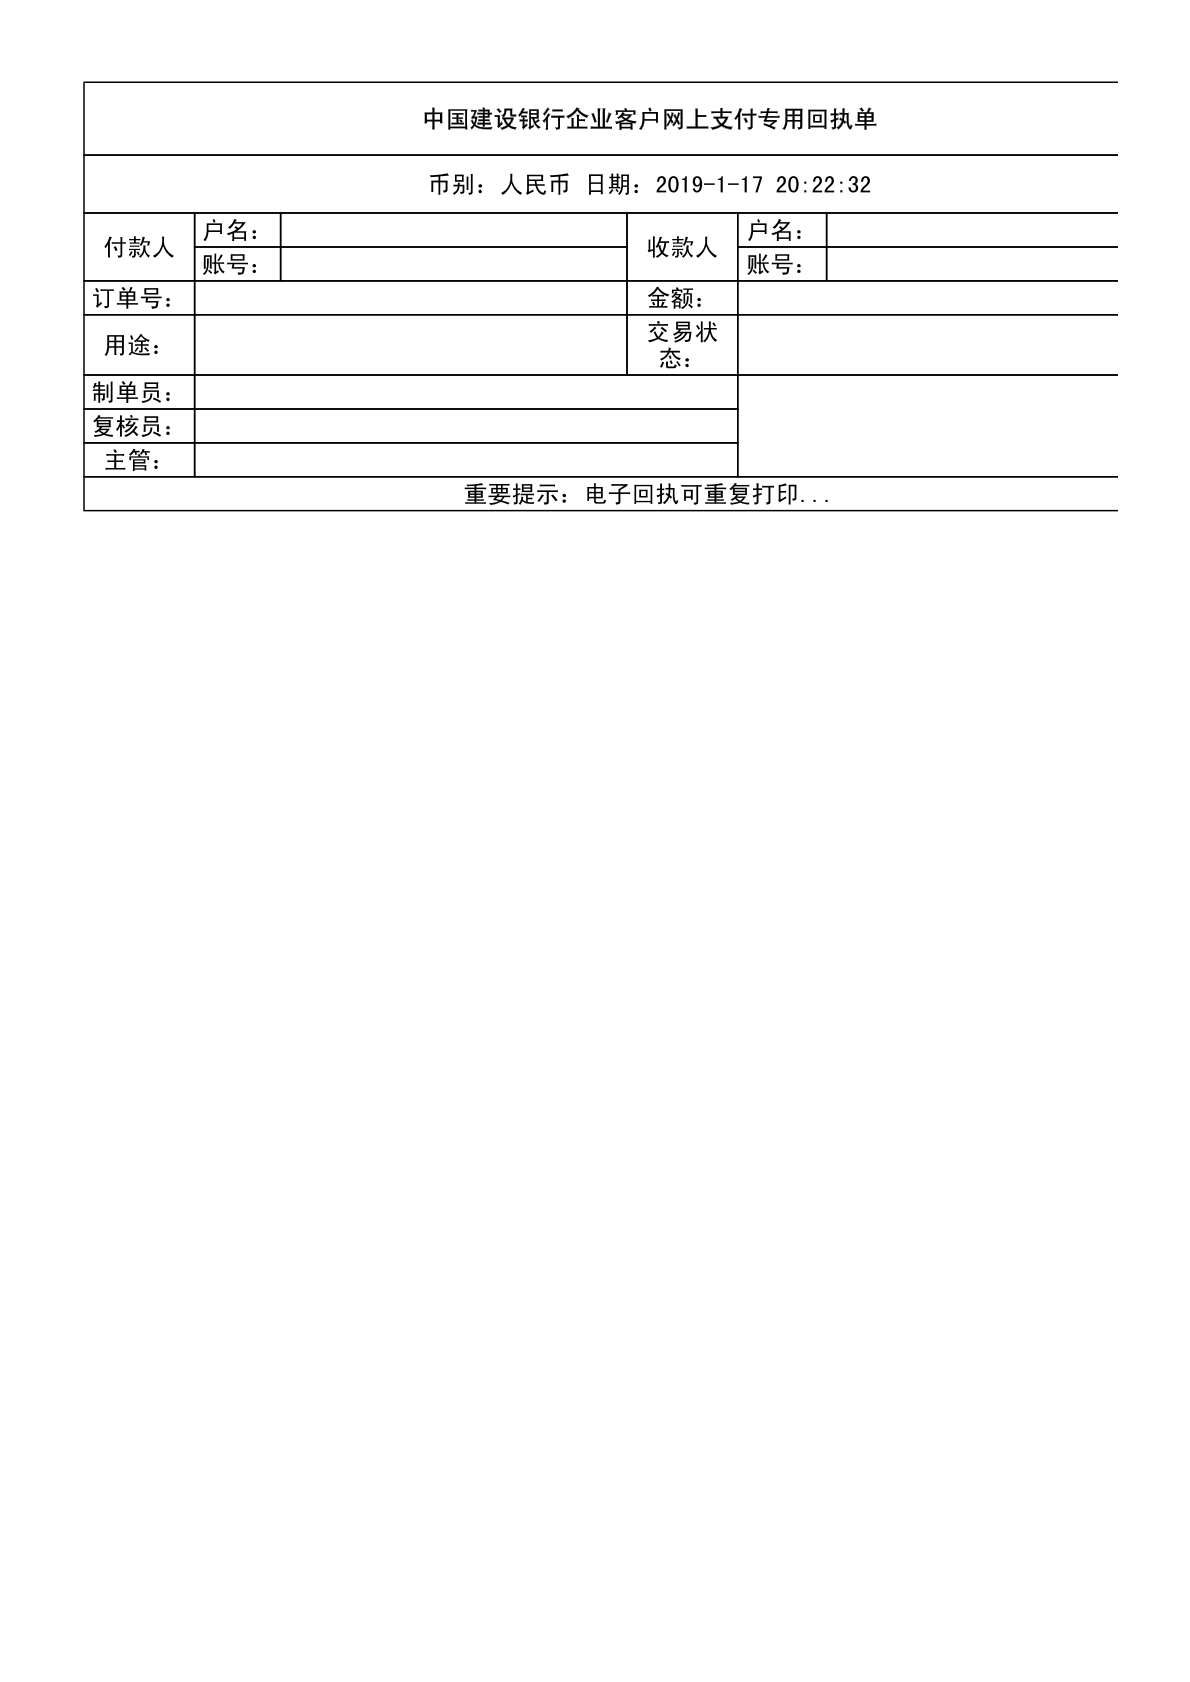 中国建设银行企业客户网上支付专用回执单
币别：人民币 日期：2019-1-17 20:22:32
付款人 户名： 收款人 户名：
账号： 账号：
订单号： 金额：
用途： 交易状
态：
制单员：
复核员：
主管：
重要提示：电子回执可重复打印...